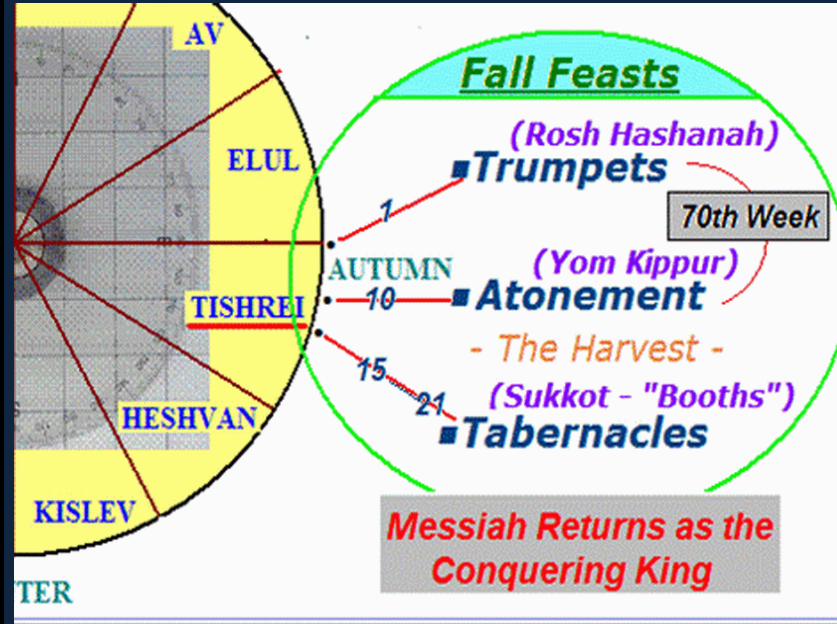 AV
ELUL
TISHREI
HESHVAN
KISLEV
TER
AUTUMN
Fall Feasts
(Rosh Hashanah)
■Trumpets
1
70th Week
(Yom Kippur)
10
■Atonement
- The Harvest -
15
21
(Sukkot - "Booths")
■Tabernacles
Messiah Returns as the
Conquering King